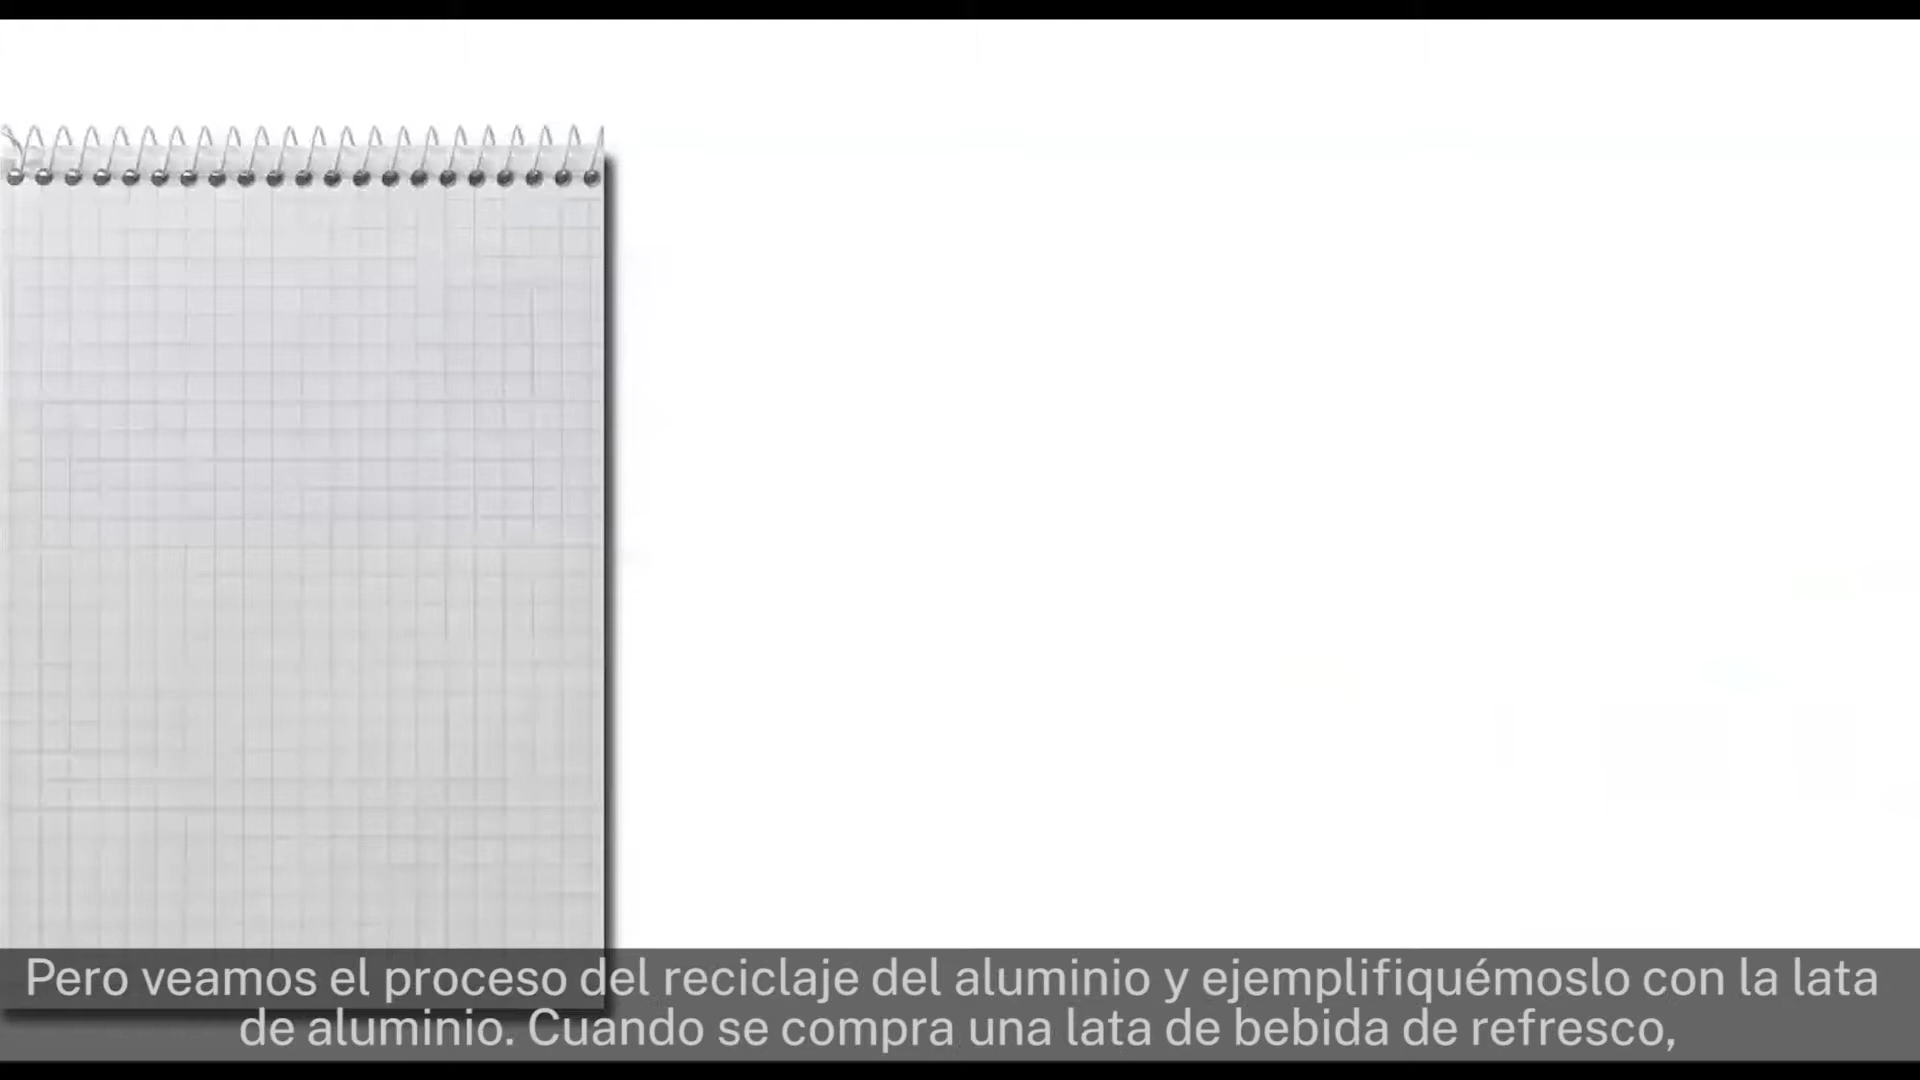 Pero veamos el proceso del reciclaje del aluminio y ejemplifiquémoslo con la lata
de aluminio. Cuando se compra una lata de bebida de refresco,